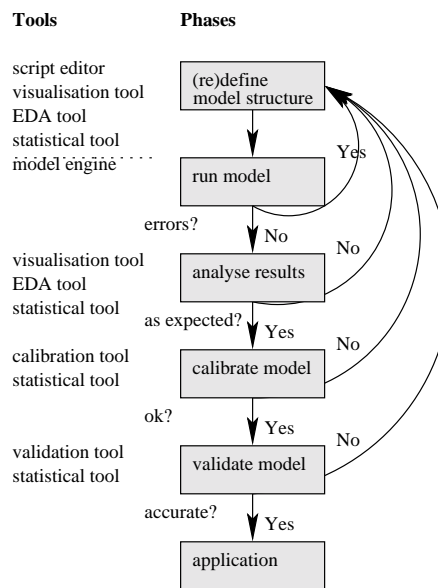 Tools Phases
script editor
visualisation tool
EDA tool
statistical tool
model engine
(re)define
model structure
Yes
run model
errors?
No
visualisation tool
EDA tool
statistical tool
analyse results
No
as expected?
Yes
calibration tool
statistical tool
calibrate model
No
ok?
Yes
validation tool
statistical tool
validate model
No
accurate?
Yes
application